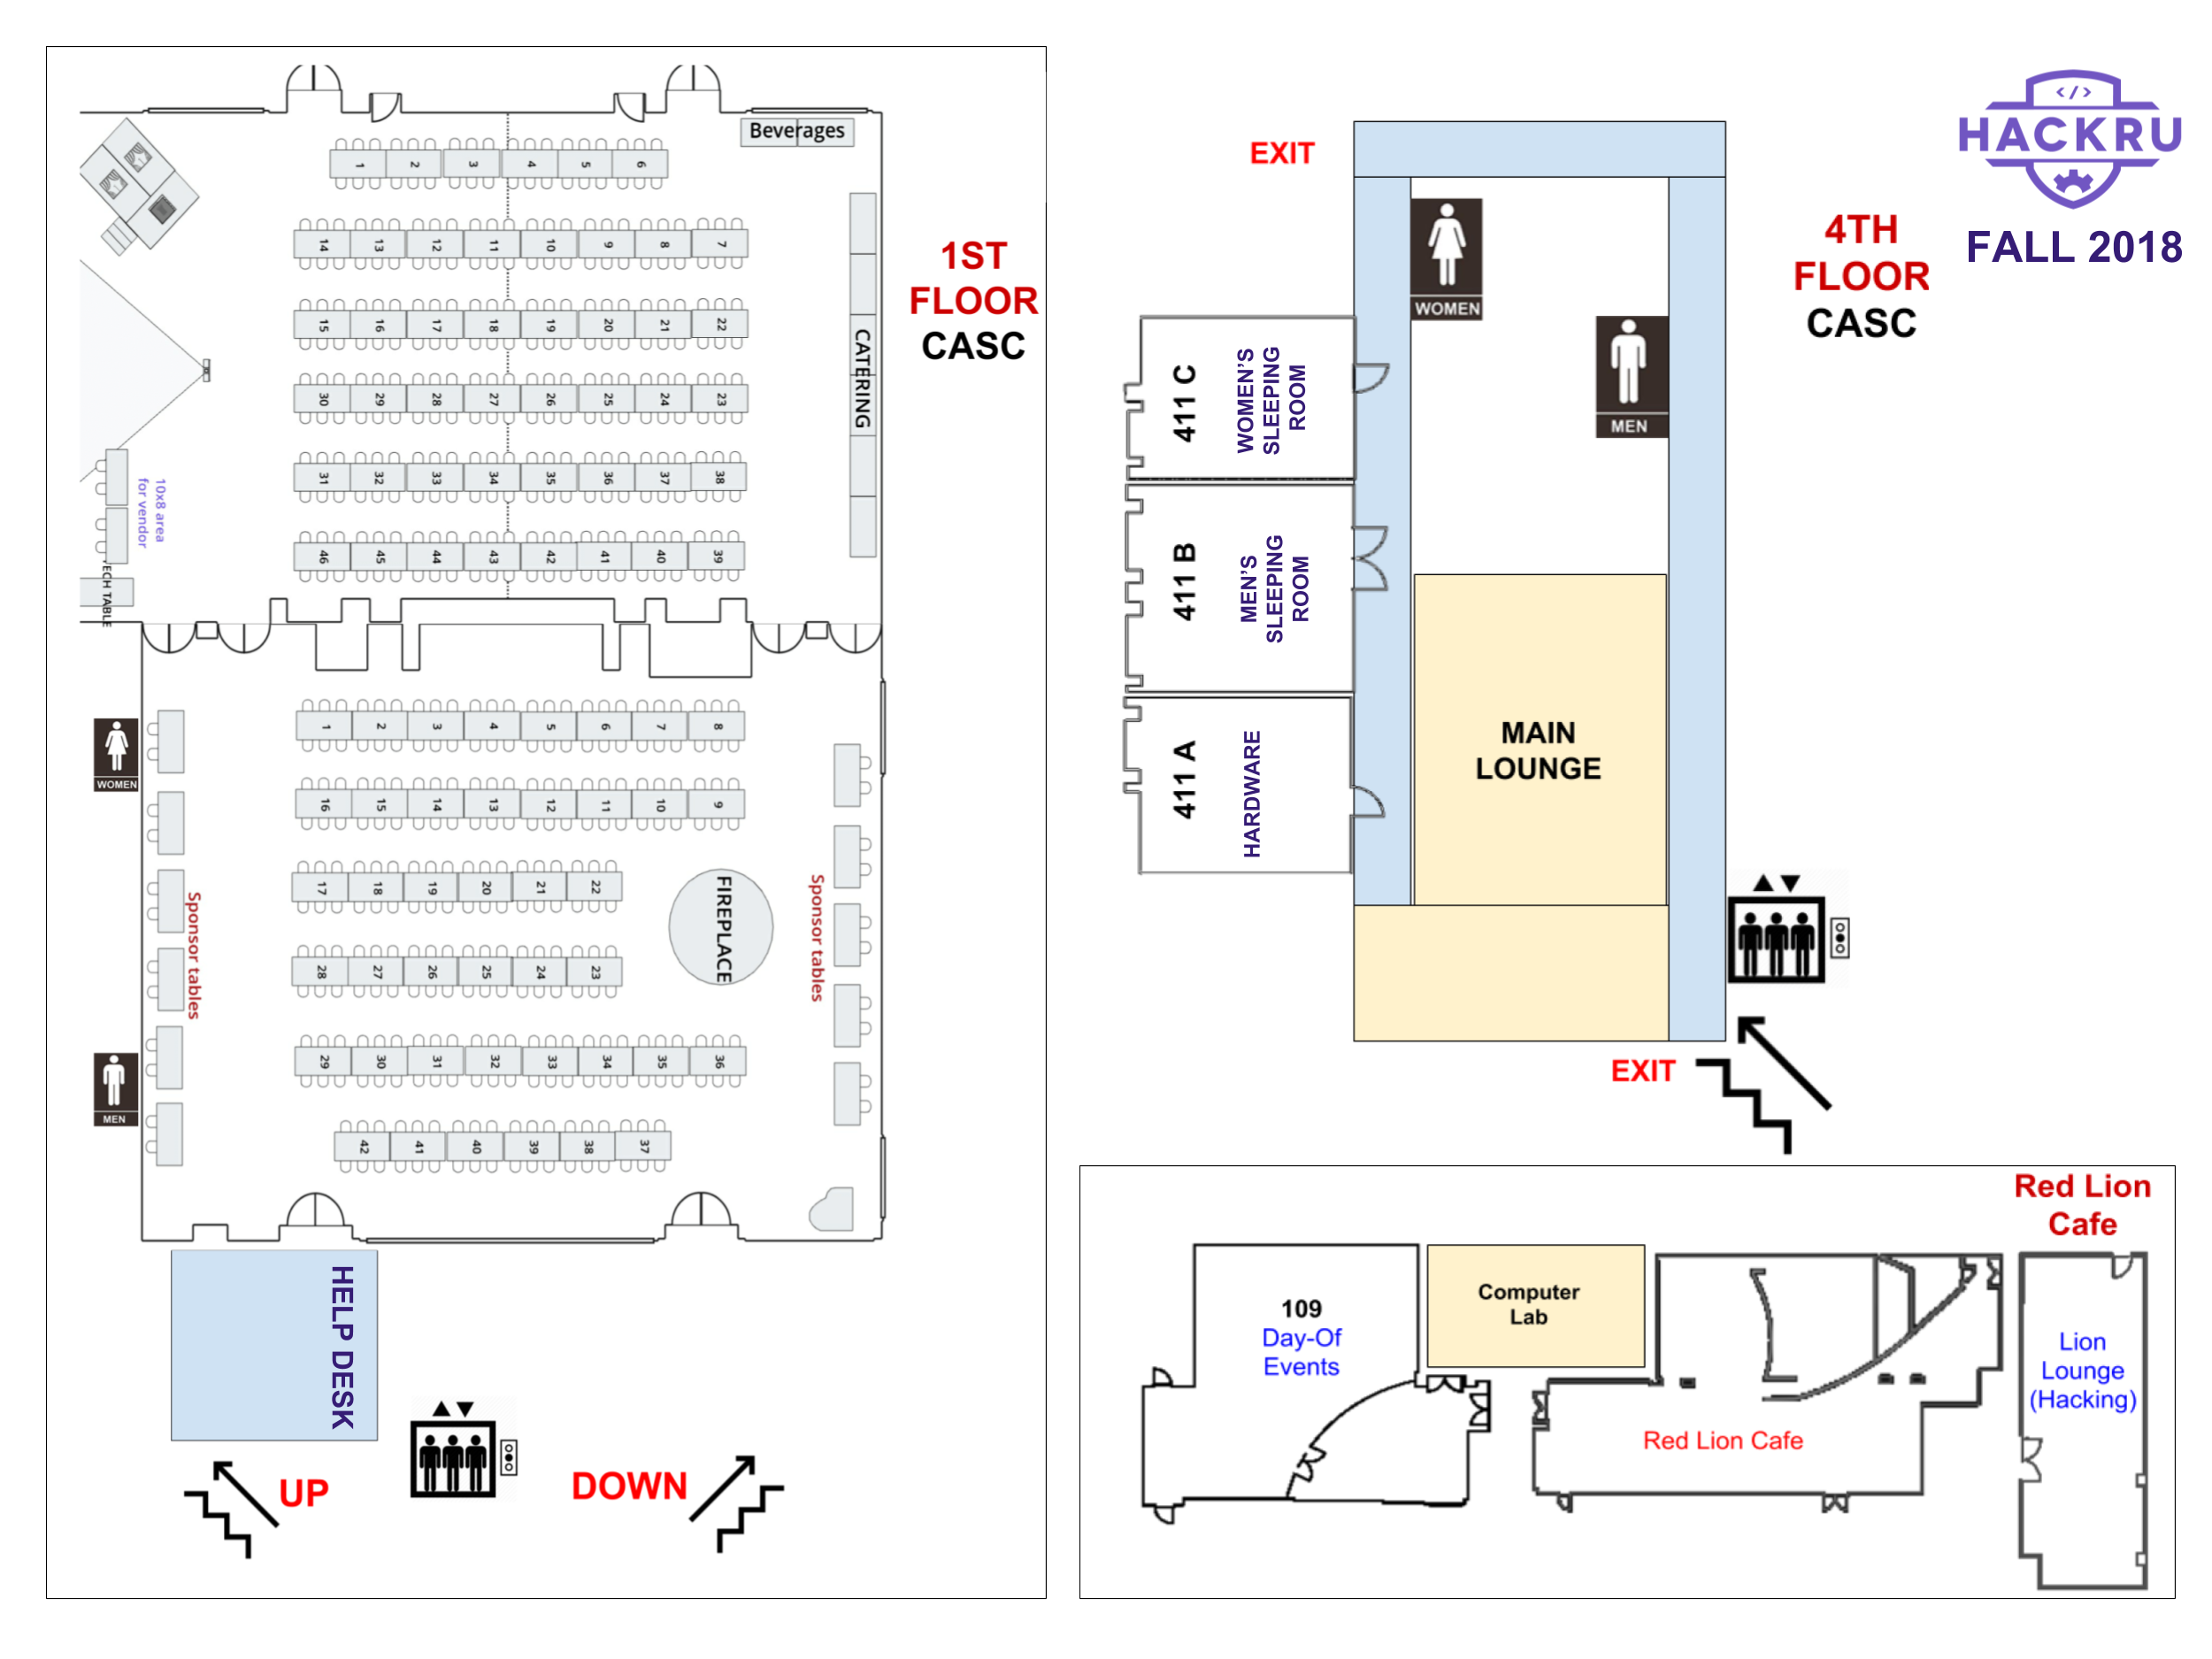 Beverages
1 2 3 4 5 6
14 13 12 11 10 9 8 7
15 16 17 18 19 20 21 22
30 29 28 27 26 25 24 23
31 32 33 34 35 36 37 38
46 45 44 43 42 41 40 39
CATERING
10x8 area
for vendor
TECH TABLE
1ST
FLOOR
CASC
1 2 3 4 5 6 7 8
16 15 14 13 12 11 10 9
17 18 19 20 21 22
28 27 26 25 24 23
29 30 31 32 33 34 35 36
42 41 40 39 38 37
WOMEN
MEN
Sponsor tables
FIREPLACE
Sponsor tables
HELP DESK
UP
DOWN
EXIT
WOMEN
MEN
4TH
FLOOR
CASC
</>
HACKRU
FALL 2018
411 C
WOMEN'S
SLEEPING
ROOM
411 B
MEN'S
SLEEPING
ROOM
411 A
HARDWARE
MAIN
LOUNGE
EXIT
Red Lion
Cafe
109
Day-Of
Events
Computer
Lab
Red Lion Cafe
Lion
Lounge
(Hacking)